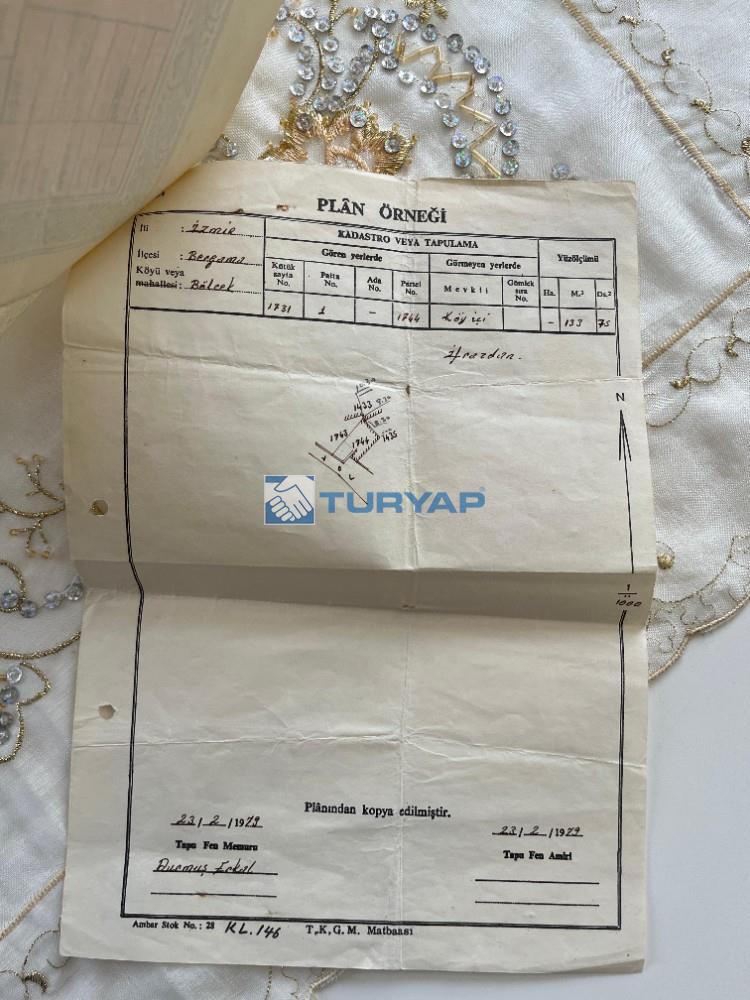 PLÂN ÖRNEĞİ
İli : İzmir
KADASTRO VEYA TAPULAMA
Yüzölçümü
İlçesi : Bergama
Gören yerlerde
Görmeyen yerlerde
Köyü veya mahallesi : Bölcek
Kütük sayfa No.
Pafta No.
Ada No.
Parsel No.
Mevkii
Gömlek sıra No.
Ha.
M.²
Ds.²
1731 1 - 1744 Köy içi - 133 75
İfrazdan.
1433
1743
1744
1435
Y O L
N
TURYAP
1
1000
Plânından kopya edilmiştir.
23/2/1979
23/2/1979
Tapu Fen Memuru
Tapu Fen Amiri
Durmuş
Ambar Stok No. : 28 KL. 146 T.K.G.M. Matbaası